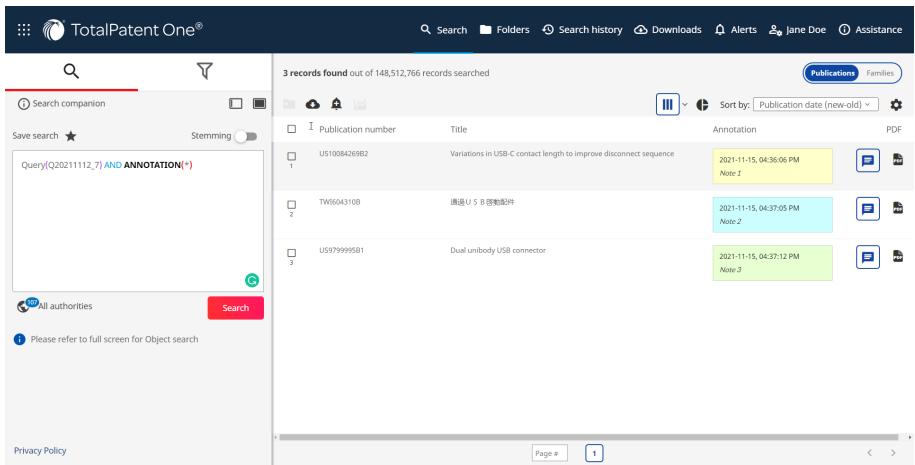 TotalPatent One®
Search
Folders
Search history
Downloads
Alerts
Jane Doe
Assistance
3 records found out of 148,512,766 records searched
Publications
Families
Search companion
Sort by:
Publication date (new-old)
Save search
Stemming
Publication number
Title
Annotation
PDF
Query(Q20211112_7) AND ANNOTATION(*)
1
US10084269B2
Variations in USB-C contact length to improve disconnect sequence
2021-11-15, 04:36:06 PM
Note 1
PDF
2
TWI604310B
通過ＵＳＢ啓動配件
2021-11-15, 04:37:05 PM
Note 2
PDF
3
US9799995B1
Dual unibody USB connector
2021-11-15, 04:37:12 PM
Note 3
PDF
107
All authorities
Search
Please refer to full screen for Object search
Privacy Policy
Page #
1